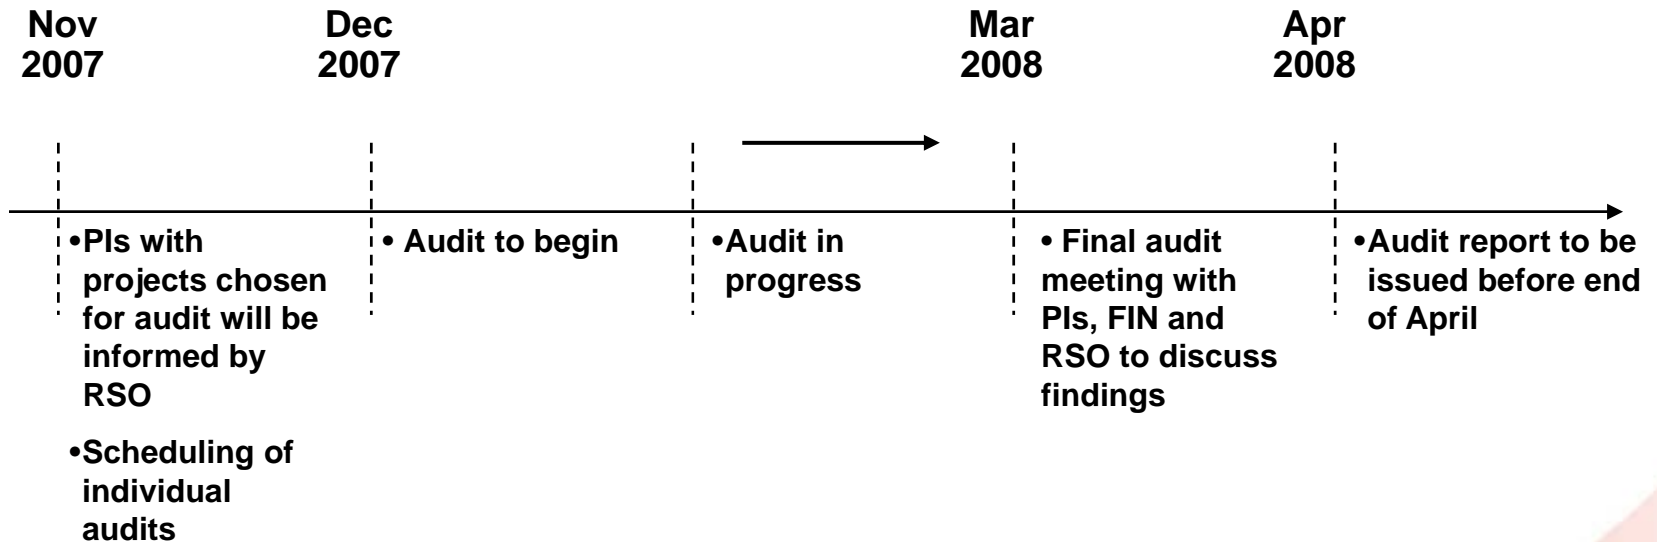 Nov
2007
Dec
2007
Mar
2008
Apr
2008
•PIs with
projects chosen
for audit will be
informed by
RSO
•Scheduling of
individual
audits
• Audit to begin
•Audit in
progress
• Final audit
meeting with
PIs, FIN and
RSO to discuss
findings
•Audit report to be
issued before end
of April